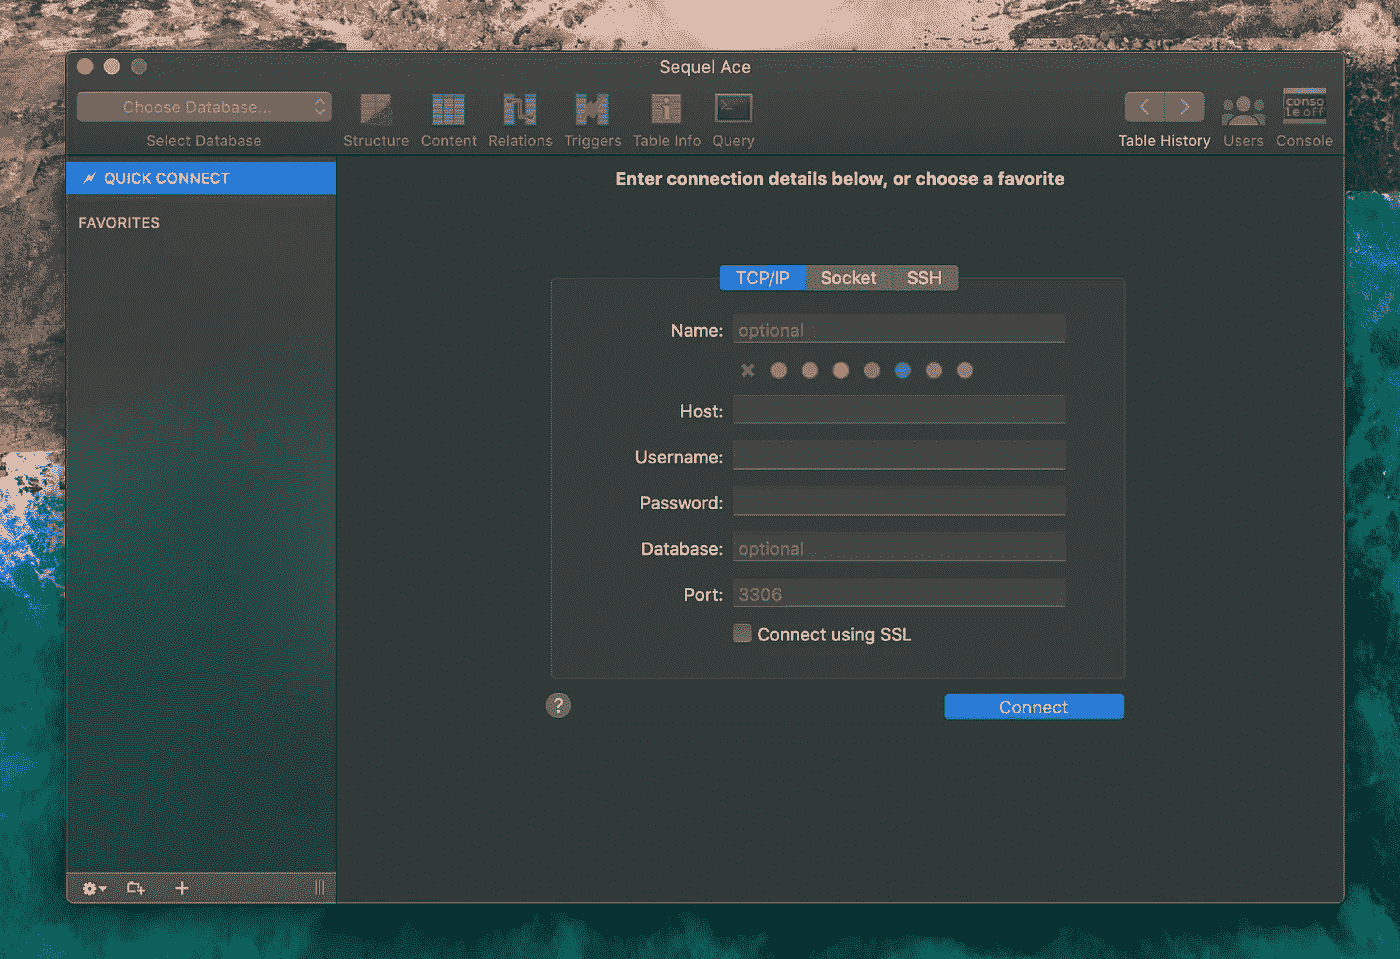 Sequel Ace
Choose Database...
Select Database
Structure
Content
Relations
Triggers
Table Info
Query
Table History
Users
conso
le off
Console
QUICK CONNECT
FAVORITES
Enter connection details below, or choose a favorite
TCP/IP
Socket
SSH
Name: optional
Host:
Username:
Password:
Database: optional
Port: 3306
Connect using SSL
?
Connect